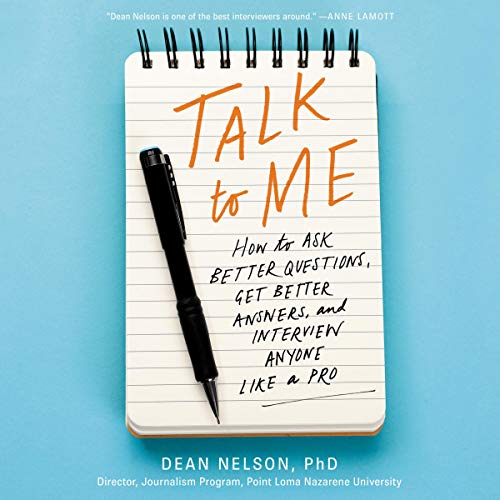 "Dean Nelson is one of the best interviewers around." —ANNE LAMOTT
TALK
to ME
HOW to ASK
BETTER QUESTIONS,
GET BETTER
ANSWERS, and
INTERVIEW
ANYONE
LIKE a PRO
DEAN NELSON, PhD
Director, Journalism Program, Point Loma Nazarene University